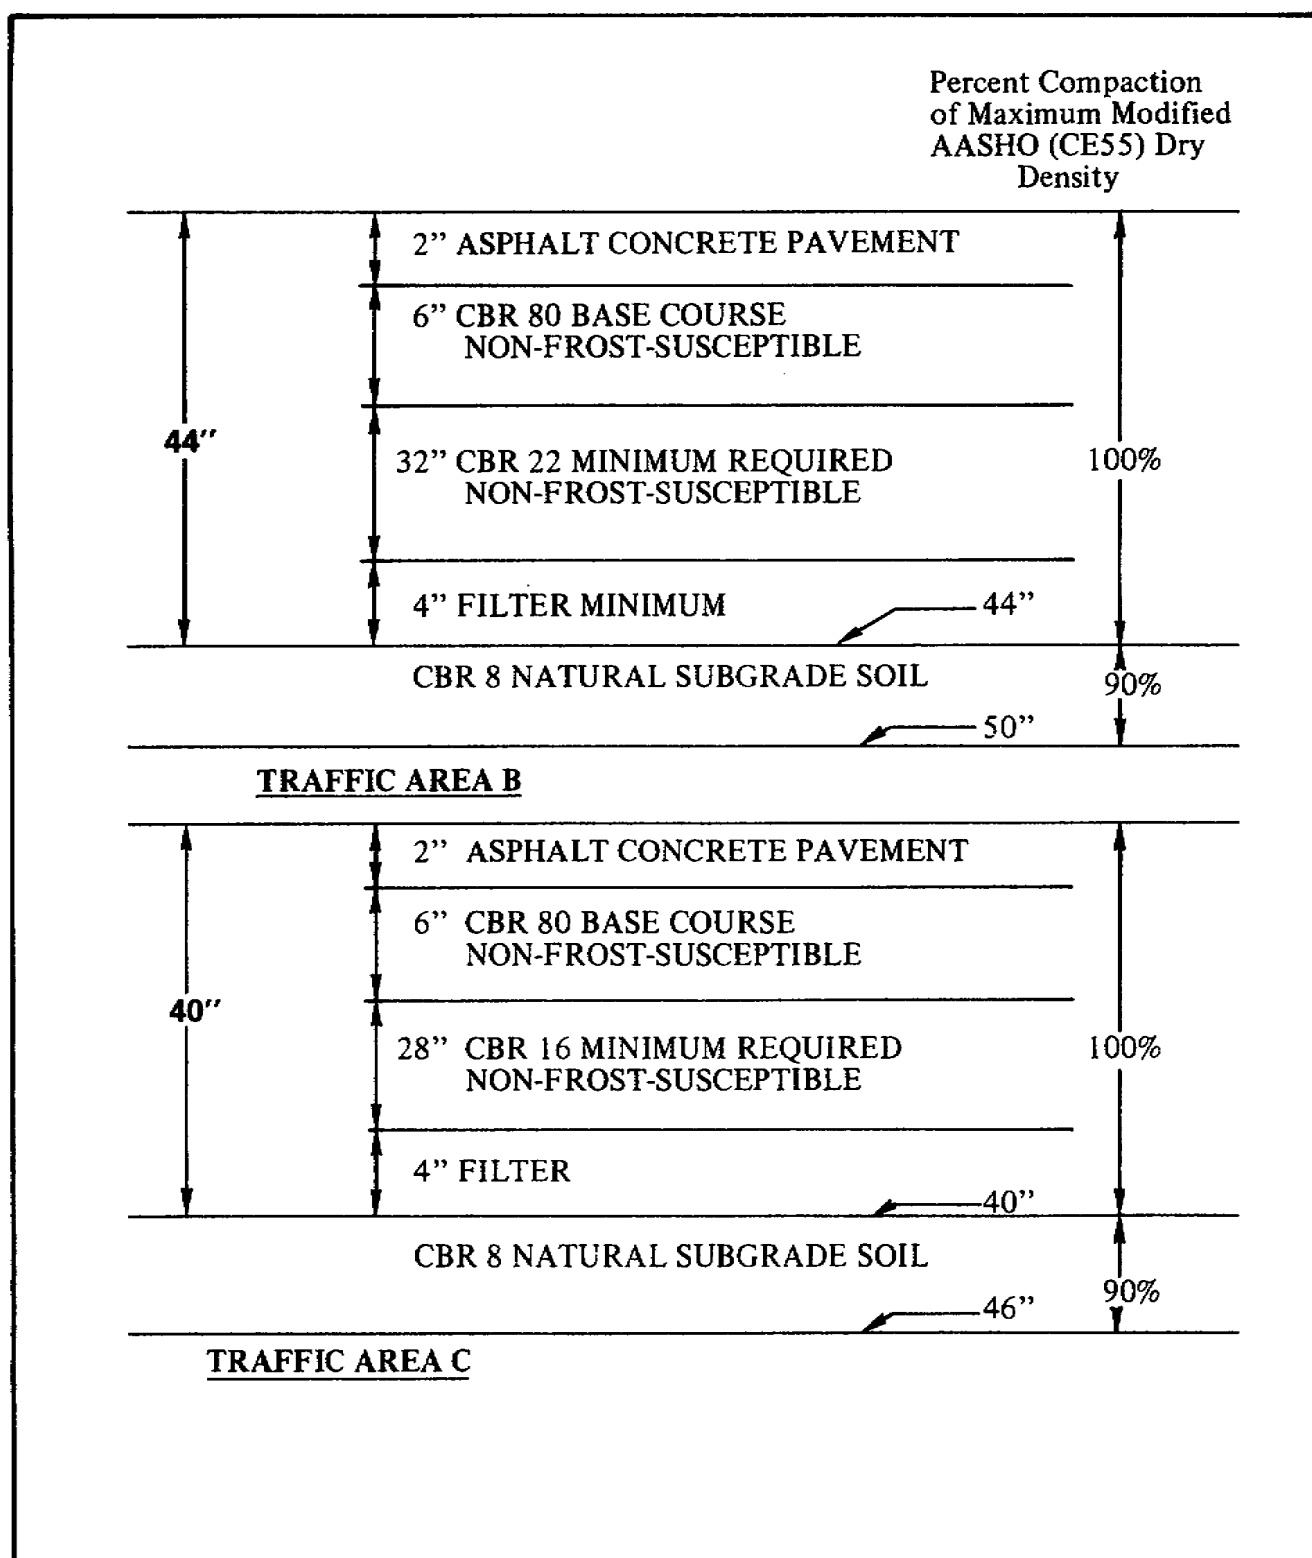 Percent Compaction
of Maximum Modified
AASHO (CE55) Dry
Density
2” ASPHALT CONCRETE PAVEMENT
6” CBR 80 BASE COURSE
NON-FROST-SUSCEPTIBLE
44”
32” CBR 22 MINIMUM REQUIRED
NON-FROST-SUSCEPTIBLE
100%
4” FILTER MINIMUM
44”
CBR 8 NATURAL SUBGRADE SOIL
90%
50”
TRAFFIC AREA B
2” ASPHALT CONCRETE PAVEMENT
6” CBR 80 BASE COURSE
NON-FROST-SUSCEPTIBLE
40”
28” CBR 16 MINIMUM REQUIRED
NON-FROST-SUSCEPTIBLE
100%
4” FILTER
40”
CBR 8 NATURAL SUBGRADE SOIL
90%
46”
TRAFFIC AREA C